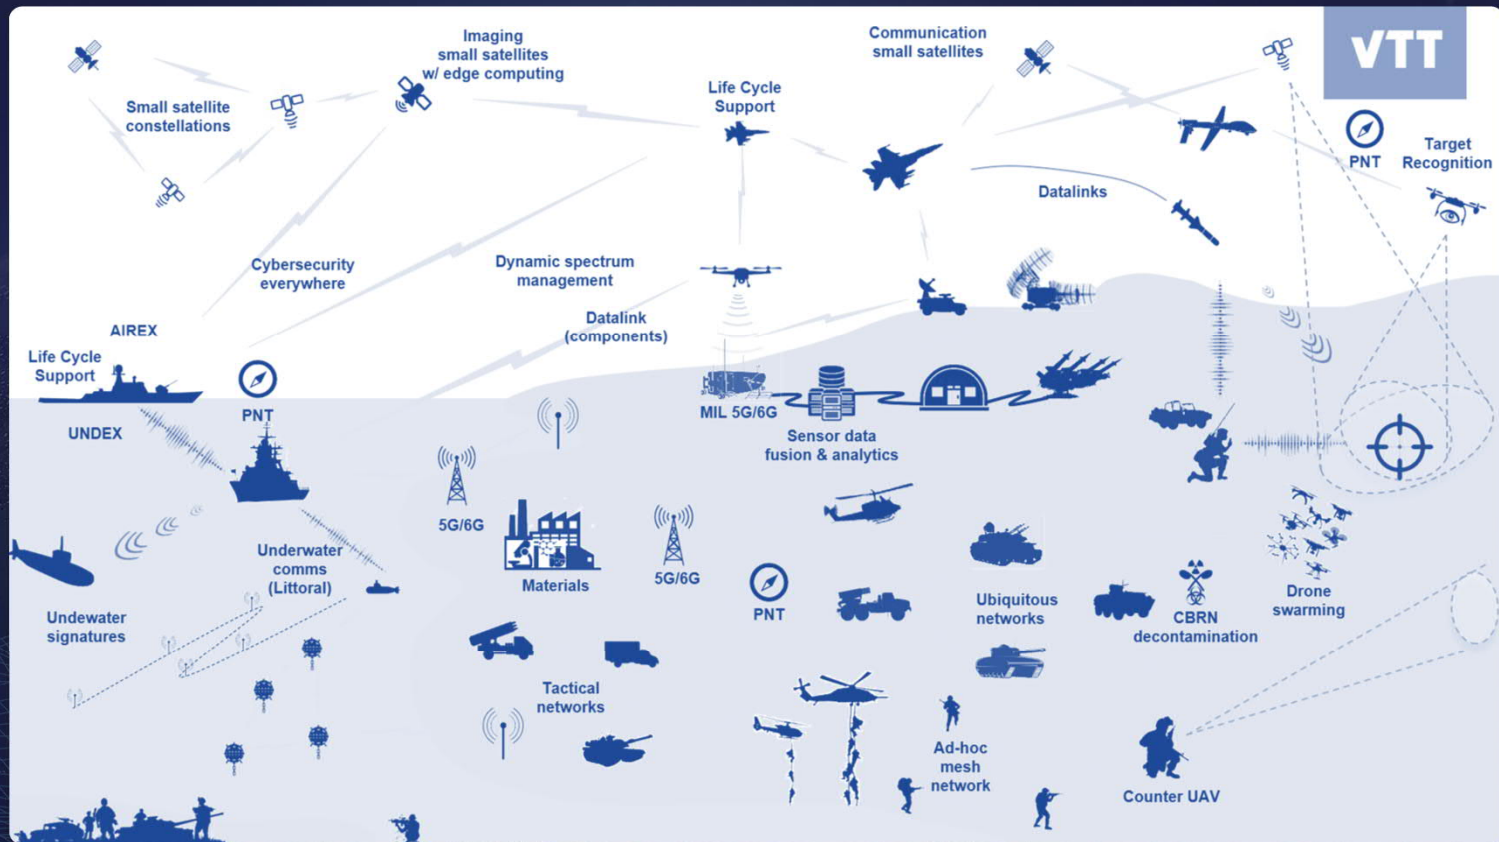 Imaging
small satellites
w/ edge computing
Communication
small satellites
VTT
Small satellite
constellations
Life Cycle
Support
PNT
Target
Recognition
Datalinks
Cybersecurity
everywhere
Dynamic spectrum
management
Datalink
(components)
AIREX
Life Cycle
Support
PNT
UNDEX
MIL 5G/6G
Sensor data
fusion & analytics
5G/6G
Underwater
comms
(Littoral)
Materials
5G/6G
PNT
Undewater
signatures
Ubiquitous
networks
CBRN
decontamination
Drone
swarming
Tactical
networks
Ad-hoc
mesh
network
Counter UAV